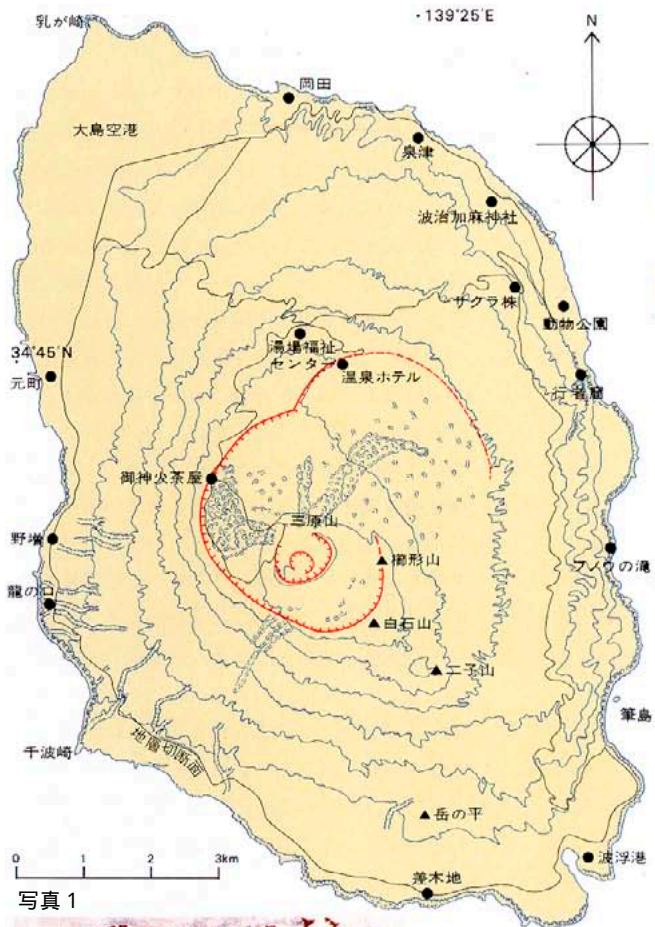 ・139°25′E
乳が崎
N
岡田
大島空港
泉津
波治加麻神社
サクラ株
動物公園
湯場福祉
センター
34°45′N
温泉ホテル
元町
行者窟
御神火茶屋
三原山
野増
櫛形山
フノウの滝
龍の口
白石山
二子山
筆島
千波崎
地層切断面
岳の平
波浮港
差木地
0 1 2 3km
写真1